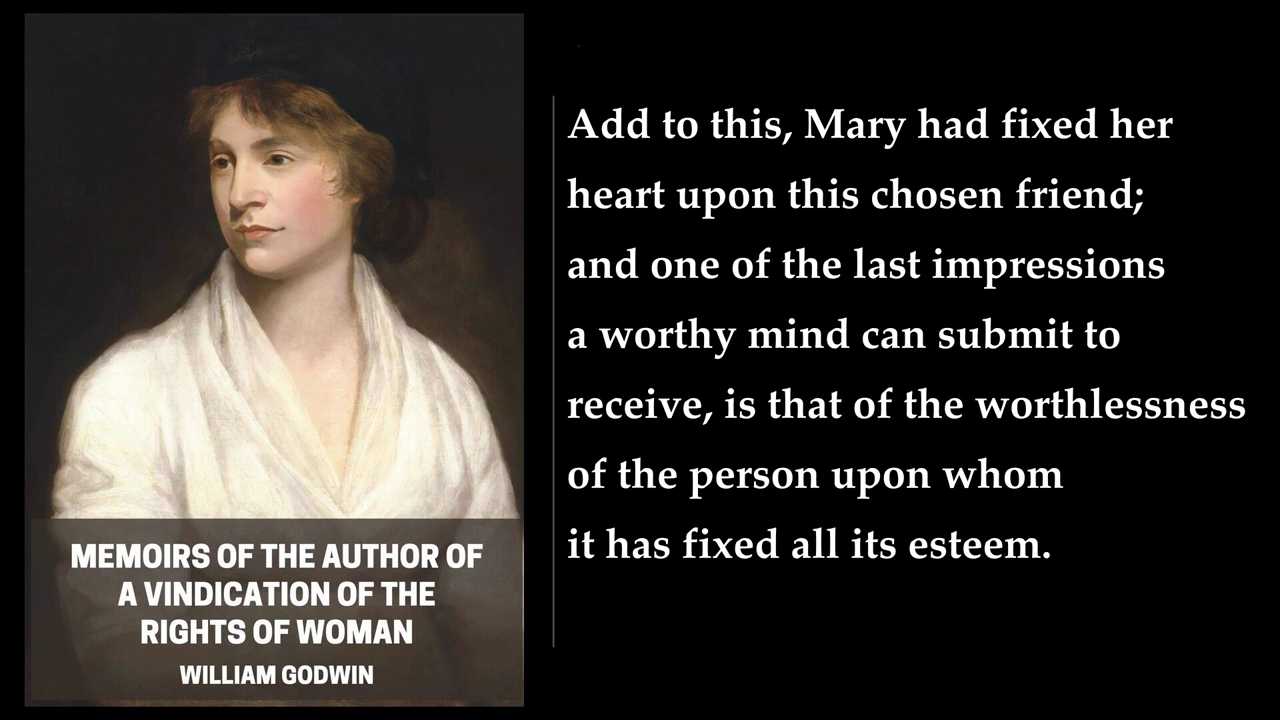 MEMOIRS OF THE AUTHOR OF
A VINDICATION OF THE
RIGHTS OF WOMAN
WILLIAM GODWIN
Add to this, Mary had fixed her
heart upon this chosen friend;
and one of the last impressions
a worthy mind can submit to
receive, is that of the worthlessness
of the person upon whom
it has fixed all its esteem.